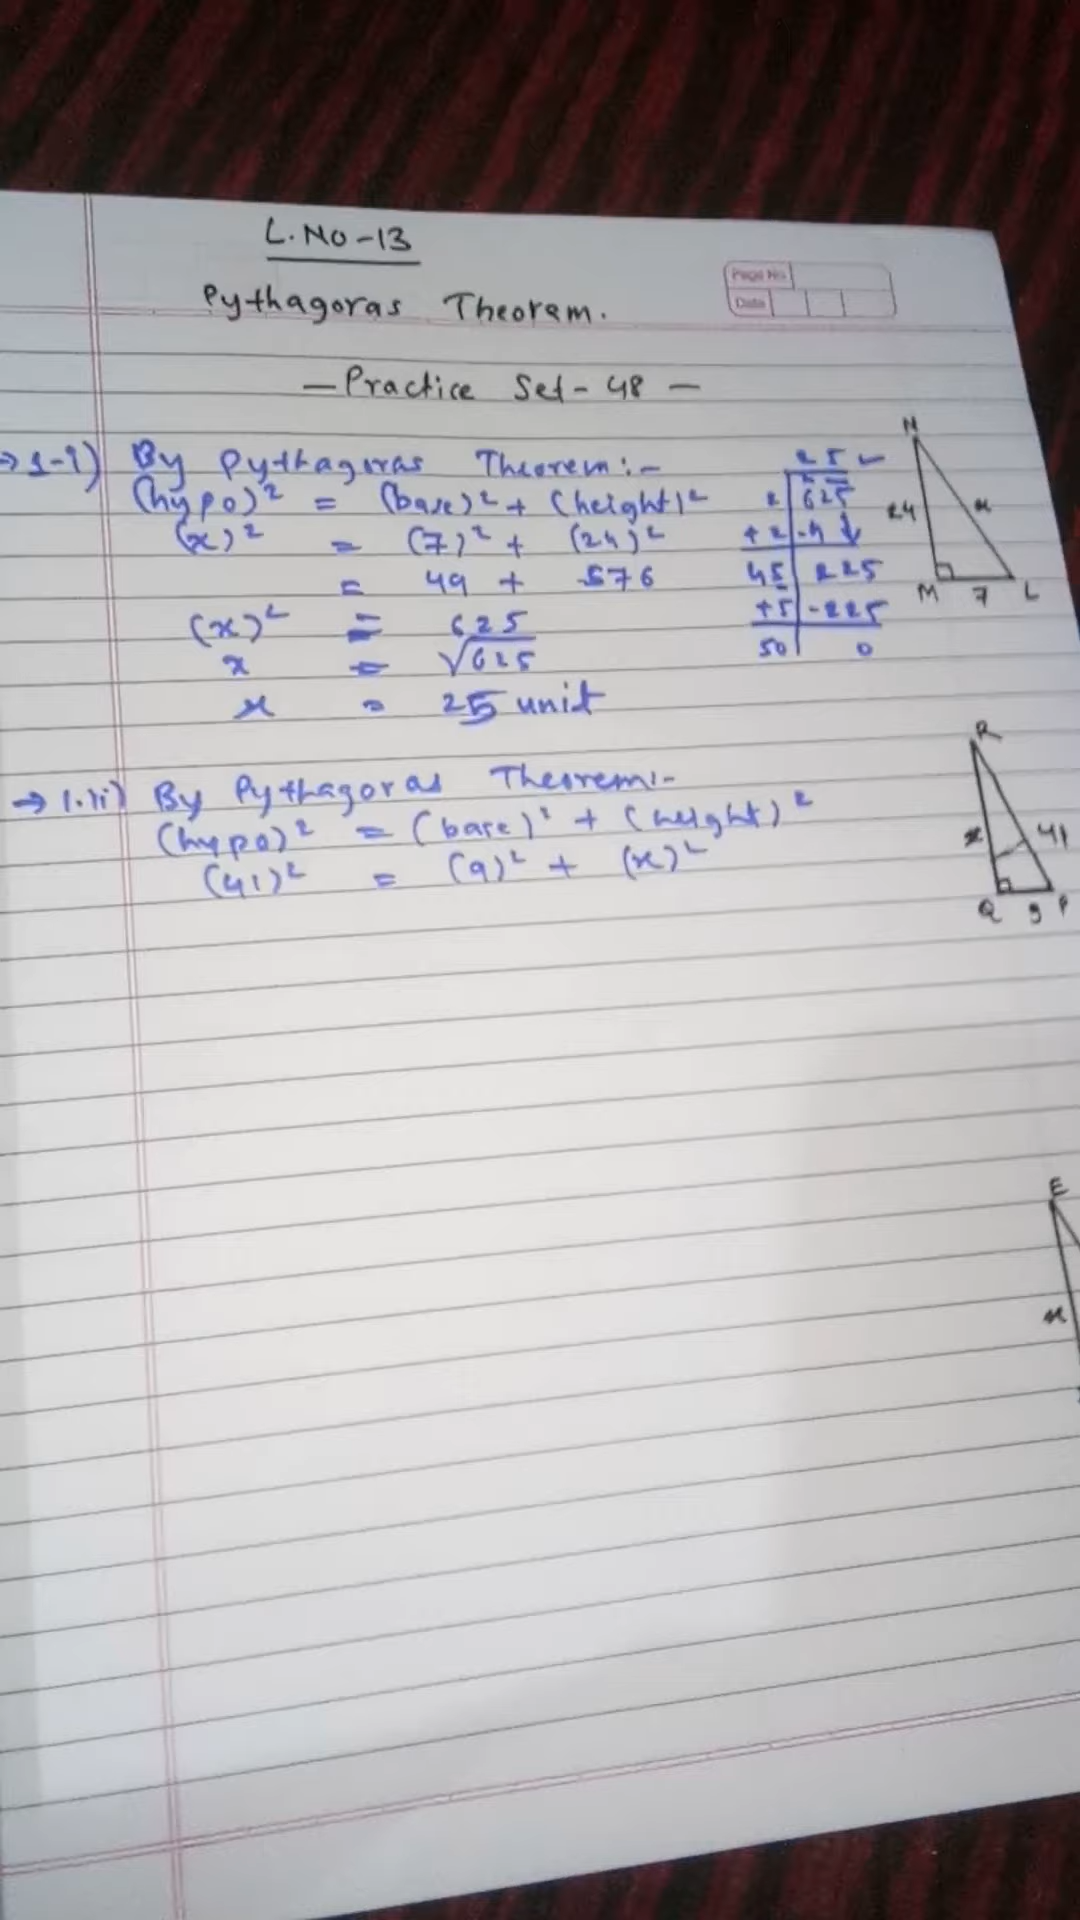 L.No-13
Pythagoras Theoram.
Page No
Date
- Practice Set - 48 -
→ 1-i) By Pythagoras Theorem:-
(hypo)² = (base)² + (height)²
(x)² = (7)² + (24)²
= 49 + 576
(x)² = 625
x = √625
x = 25 unit
25
2 625
+2 -4 ↓
45 225
+5 -225
50 0
N
24 x
M 7 L
→ 1.ii) By Pythagoras Theorem:-
(hypo)² = (base)² + (height)²
(41)² = (9)² + (x)²
R
x 41
Q 9 P
E
x